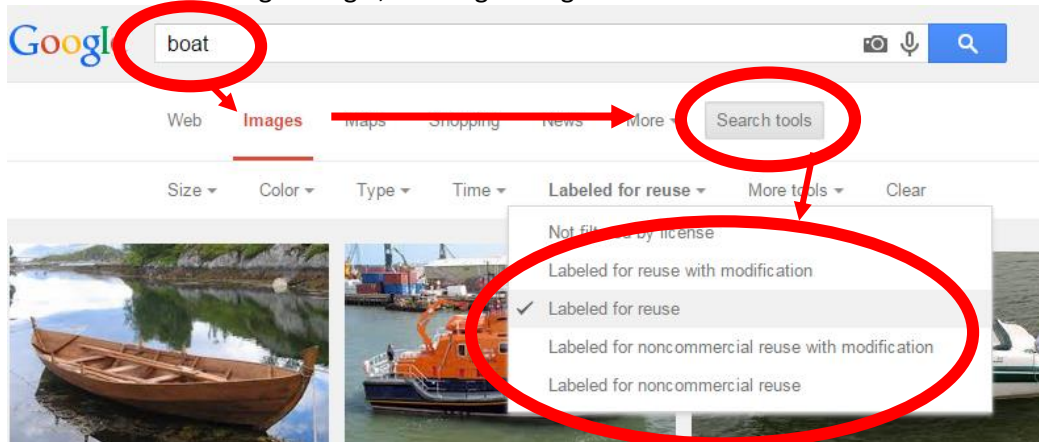 boat
Web Images Maps Shopping News More Search tools
Size Color Type Time Labeled for reuse More tools Clear
Not filtered by license
Labeled for reuse with modification
Labeled for reuse
Labeled for noncommercial reuse with modification
Labeled for noncommercial reuse